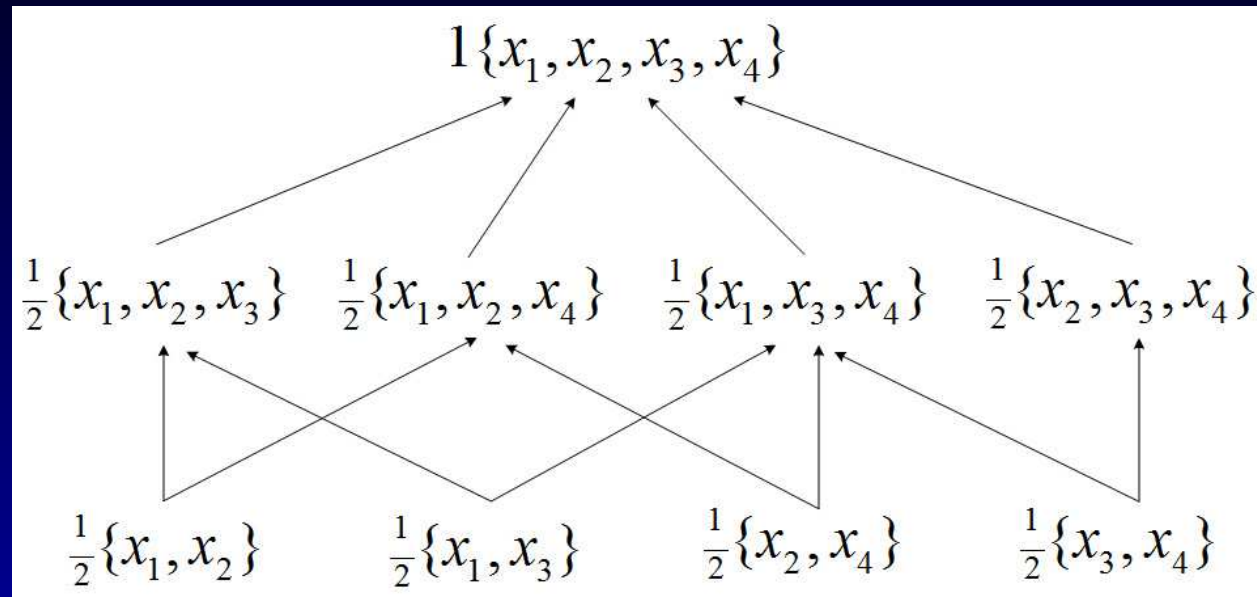 1{x₁, x₂, x₃, x₄}
½{x₁, x₂, x₃} ½{x₁, x₂, x₄} ½{x₁, x₃, x₄} ½{x₂, x₃, x₄}
½{x₁, x₂} ½{x₁, x₃} ½{x₂, x₄} ½{x₃, x₄}